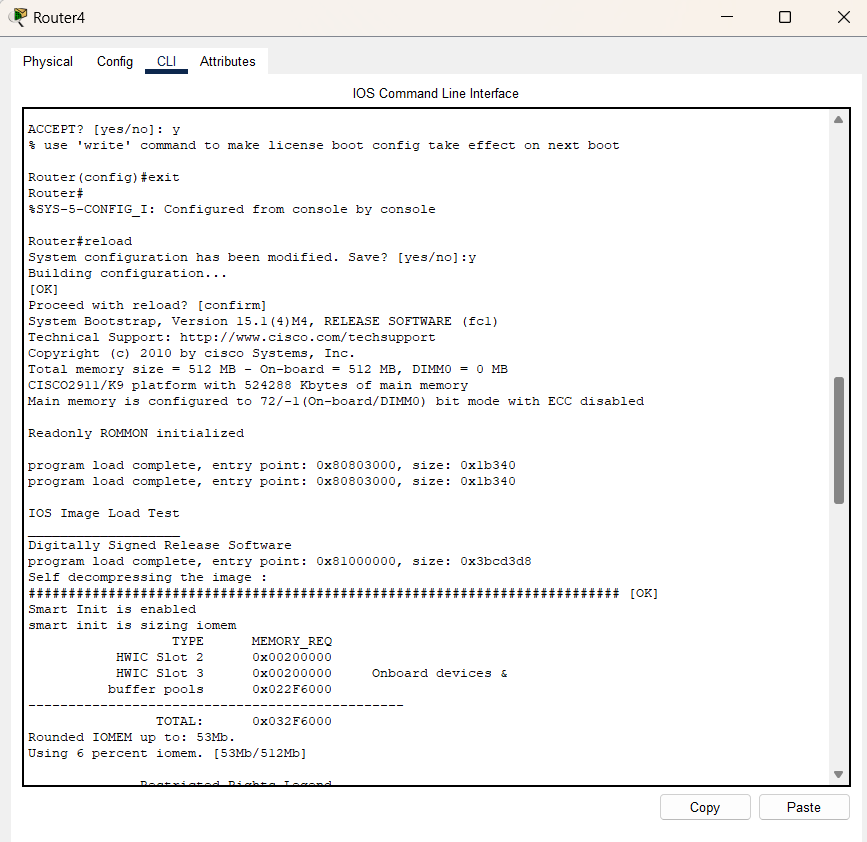 Router4
Physical Config CLI Attributes
IOS Command Line Interface
ACCEPT? [yes/no]: y
% use 'write' command to make license boot config take effect on next boot
Router(config)#exit
Router#
%SYS-5-CONFIG_I: Configured from console by console
Router#reload
System configuration has been modified. Save? [yes/no]:y
Building configuration...
[OK]
Proceed with reload? [confirm]
System Bootstrap, Version 15.1(4)M4, RELEASE SOFTWARE (fc1)
Technical Support: http://www.cisco.com/techsupport
Copyright (c) 2010 by cisco Systems, Inc.
Total memory size = 512 MB - On-board = 512 MB, DIMM0 = 0 MB
CISCO2911/K9 platform with 524288 Kbytes of main memory
Main memory is configured to 72/-1(On-board/DIMM0) bit mode with ECC disabled
Readonly ROMMON initialized
program load complete, entry point: 0x80803000, size: 0x1b340
program load complete, entry point: 0x80803000, size: 0x1b340
IOS Image Load Test
___________________
Digitally Signed Release Software
program load complete, entry point: 0x81000000, size: 0x3bcd3d8
Self decompressing the image :
########################################################################## [OK]
Smart Init is enabled
smart init is sizing iomem
TYPE MEMORY_REQ
HWIC Slot 2 0x00200000
HWIC Slot 3 0x00200000 Onboard devices &
buffer pools 0x022F6000
-----------------------------------------------
TOTAL: 0x032F6000
Rounded IOMEM up to: 53Mb.
Using 6 percent iomem. [53Mb/512Mb]
Restricted Rights Legend
Copy Paste